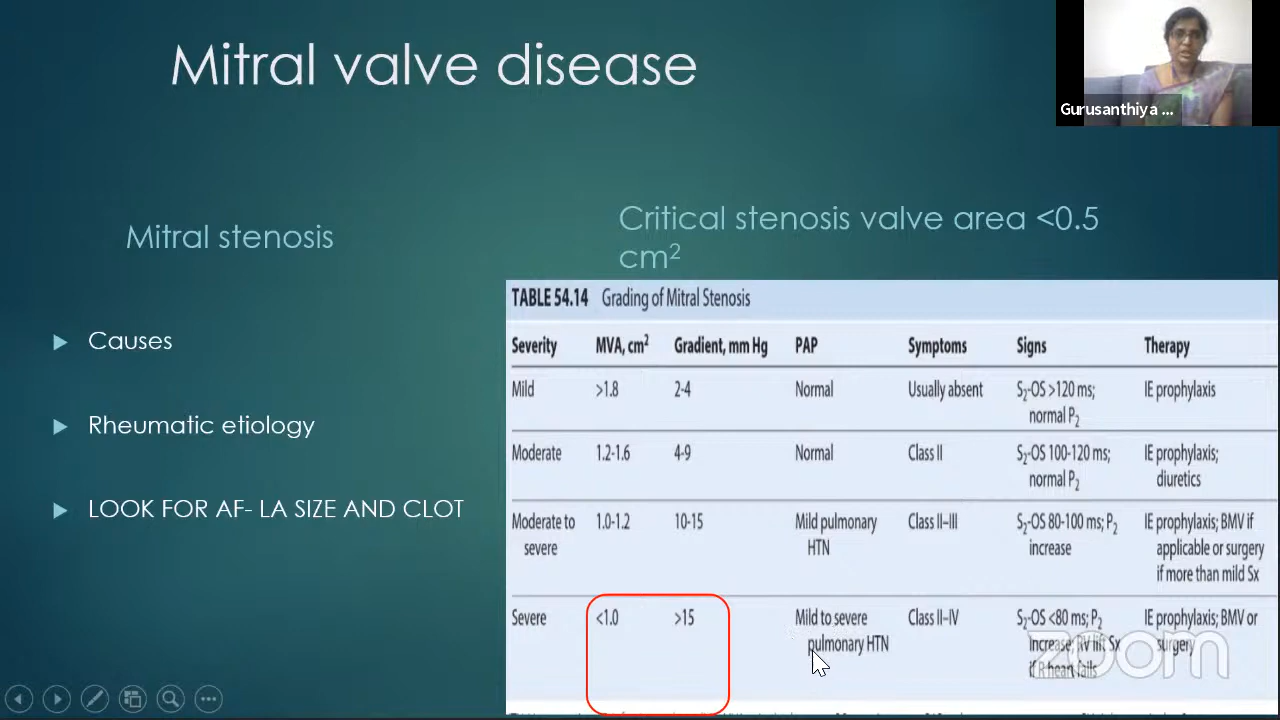 Mitral valve disease
Gurusanthiya ...
Mitral stenosis
Critical stenosis valve area <0.5
cm²
Causes
Rheumatic etiology
LOOK FOR AF- LA SIZE AND CLOT
TABLE 54.14 Grading of Mitral Stenosis
Severity MVA, cm² Gradient, mm Hg PAP Symptoms Signs Therapy
Mild >1.8 2-4 Normal Usually absent S₂-OS >120 ms; IE prophylaxis
normal P₂
Moderate 1.2-1.6 4-9 Normal Class II S₂-OS 100-120 ms; IE prophylaxis;
normal P₂ diuretics
Moderate to 1.0-1.2 10-15 Mild pulmonary Class II–III S₂-OS 80-100 ms; P₂ IE prophylaxis; BMV if
severe HTN increase applicable or surgery
if more than mild Sx
Severe <1.0 >15 Mild to severe Class II–IV S₂-OS <80 ms; P₂ IE prophylaxis; BMV or
pulmonary HTN increase; RV lift Sx surgery
if R heart fails
zoom